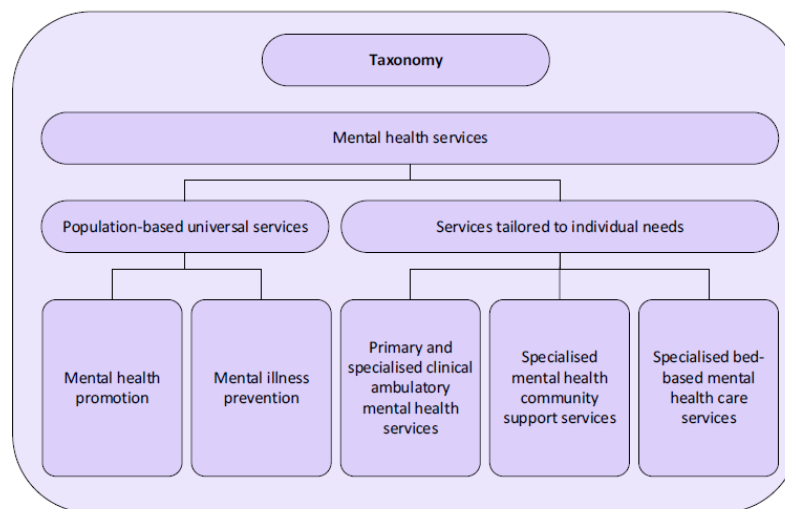 Taxonomy
Mental health services
Population-based universal services
Services tailored to individual needs
Mental health
promotion
Mental illness
prevention
Primary and
specialised clinical
ambulatory
mental health
services
Specialised
mental health
community
support services
Specialised bed-
based mental
health care
services